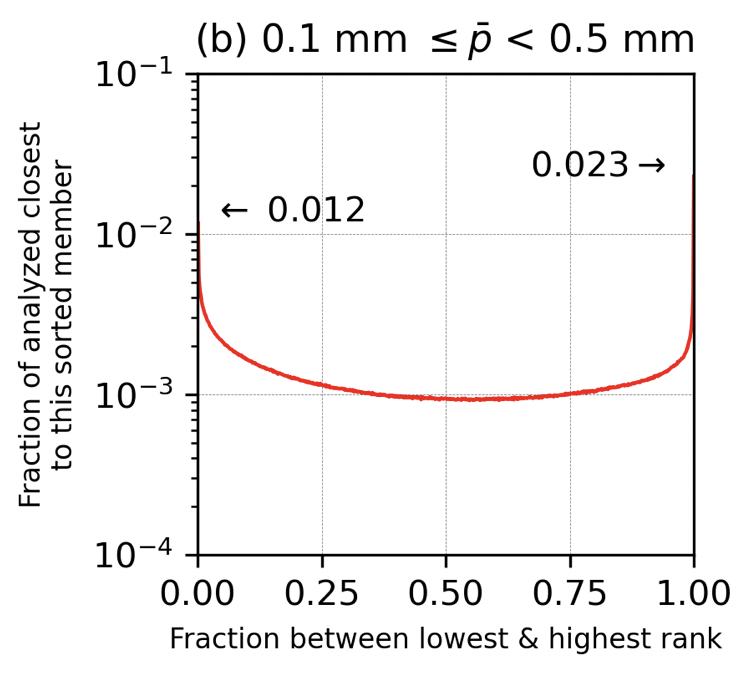 (b) 0.1 mm ≤ p̄ < 0.5 mm
10⁻¹
0.023 →
← 0.012
10⁻²
10⁻³
10⁻⁴
Fraction of analyzed closest
to this sorted member
0.00 0.25 0.50 0.75 1.00
Fraction between lowest & highest rank